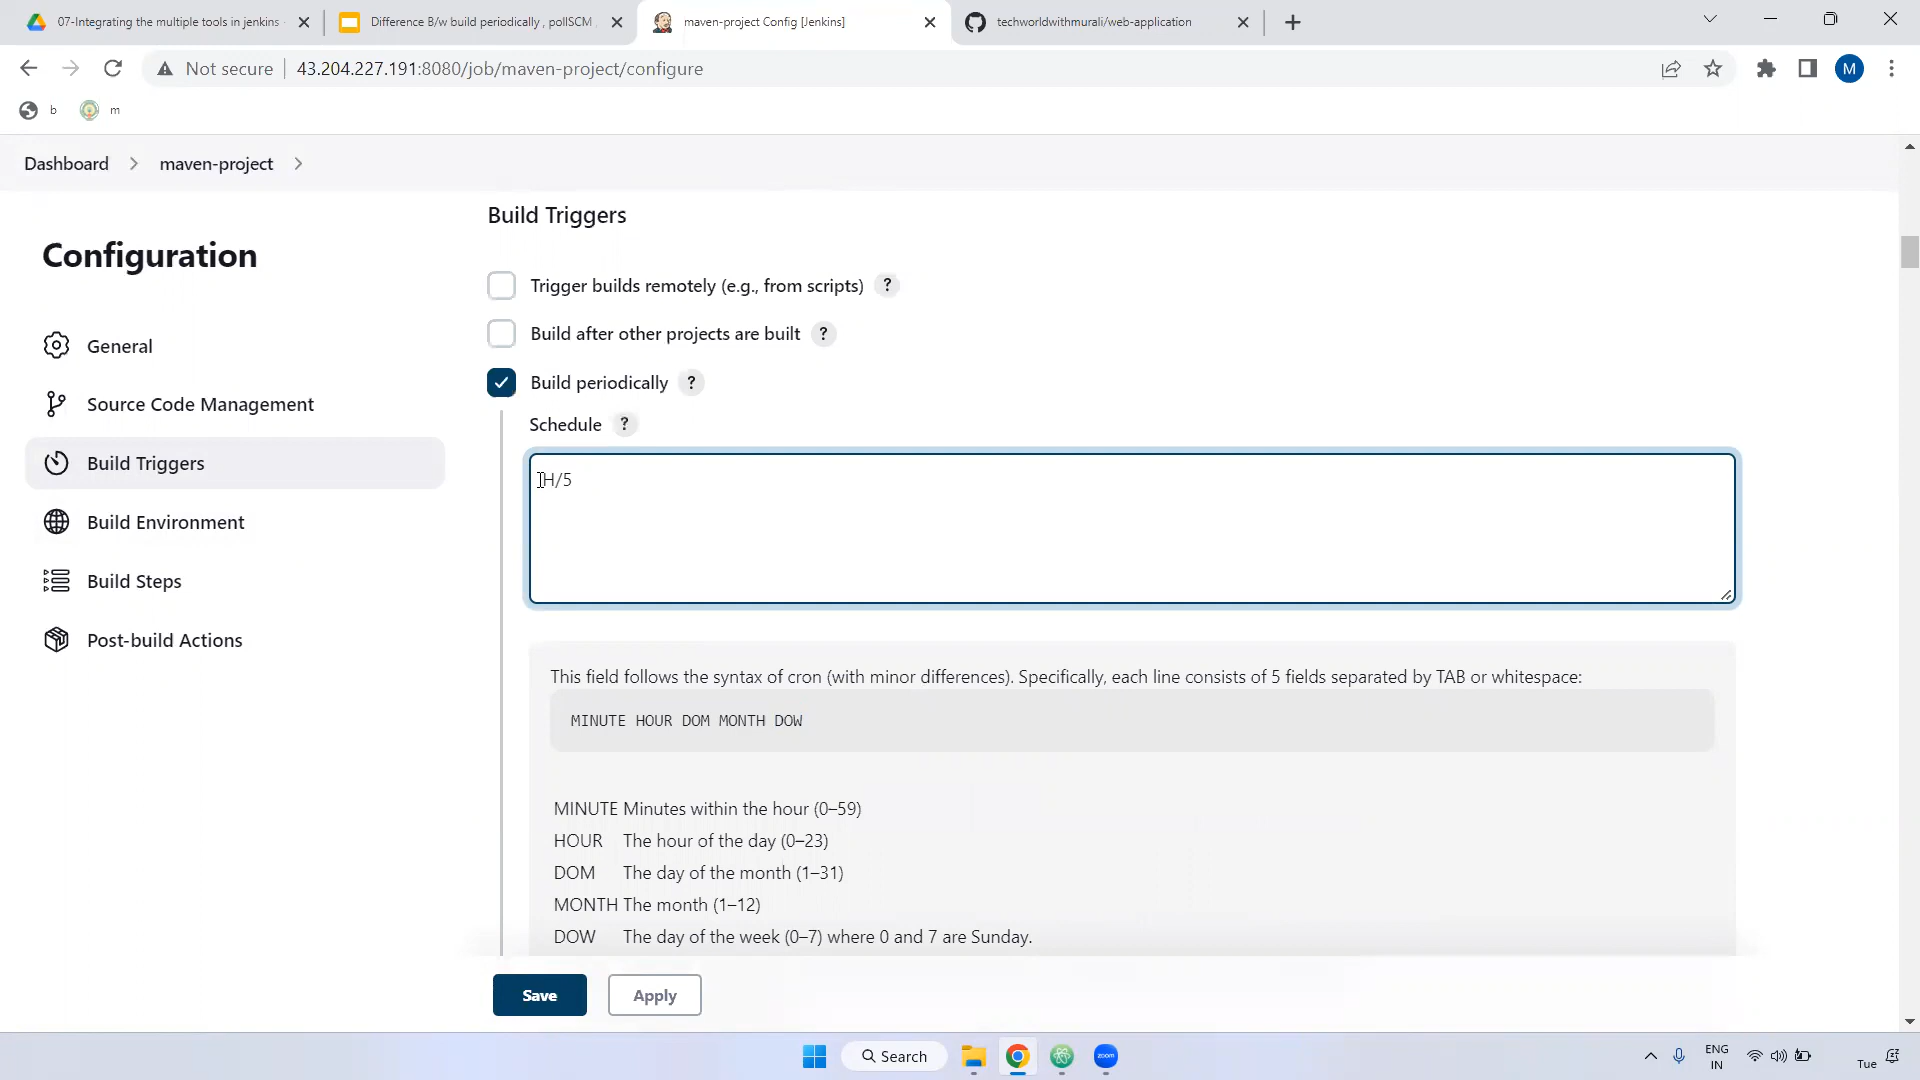 07-Integrating the multiple tools in jenkins
Difference B/w build periodically , pollSCM
maven-project Config [Jenkins]
techworldwithmurali/web-application
Not secure
43.204.227.191:8080/job/maven-project/configure
M
b
m
Dashboard
maven-project
Configuration
General
Source Code Management
Build Triggers
Build Environment
Build Steps
Post-build Actions
Build Triggers
Trigger builds remotely (e.g., from scripts) ?
Build after other projects are built ?
Build periodically ?
Schedule ?
H/5
This field follows the syntax of cron (with minor differences). Specifically, each line consists of 5 fields separated by TAB or whitespace:
MINUTE HOUR DOM MONTH DOW
MINUTE Minutes within the hour (0–59)
HOUR The hour of the day (0–23)
DOM The day of the month (1–31)
MONTH The month (1–12)
DOW The day of the week (0–7) where 0 and 7 are Sunday.
Save
Apply
Search
zoom
ENG
IN
Tue